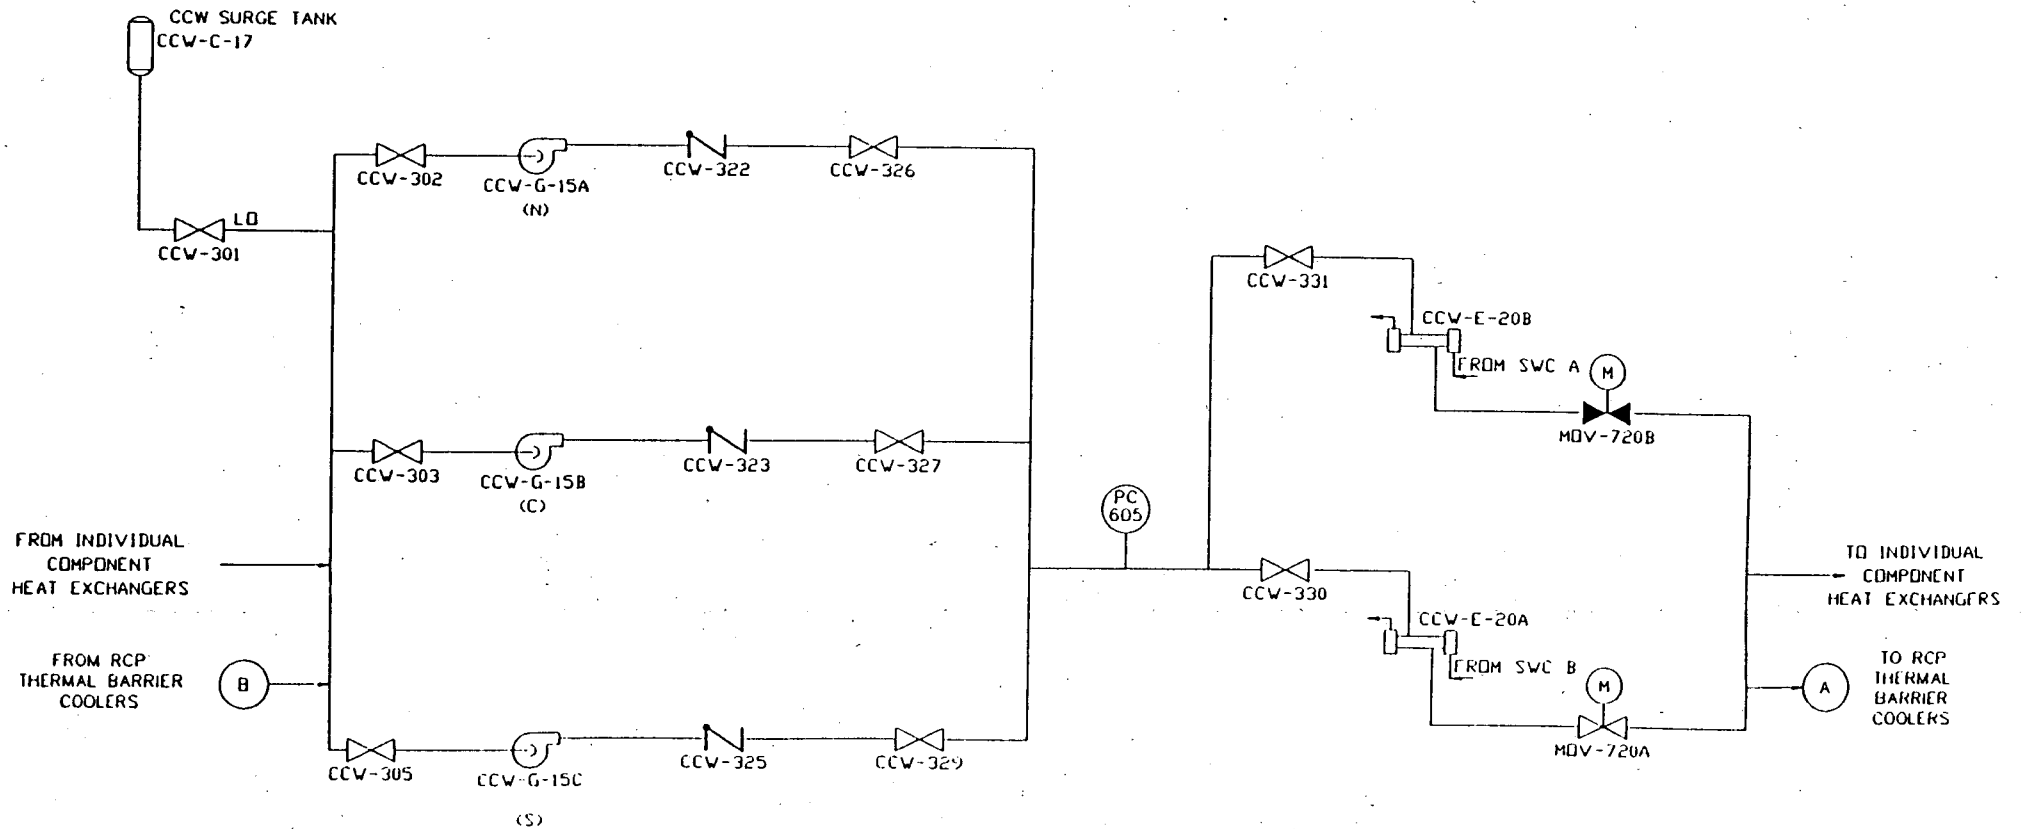 CCW SURGE TANK
CCW-C-17
CCW-302
CCW-G-15A
(N)
CCW-322
CCW-326
LO
CCW-301
CCW-331
CCW-E-20B
FROM SWC A
M
MOV-720B
CCW-303
CCW-G-15B
(C)
CCW-323
CCW-327
PC
605
FROM INDIVIDUAL
COMPONENT
HEAT EXCHANGERS
TO INDIVIDUAL
COMPONENT
HEAT EXCHANGERS
CCW-330
CCW-E-20A
FROM SWC B
M
MOV-720A
FROM RCP
THERMAL BARRIER
COOLERS
B
A
TO RCP
THERMAL
BARRIER
COOLERS
CCW-305
CCW-G-15C
(S)
CCW-325
CCW-329